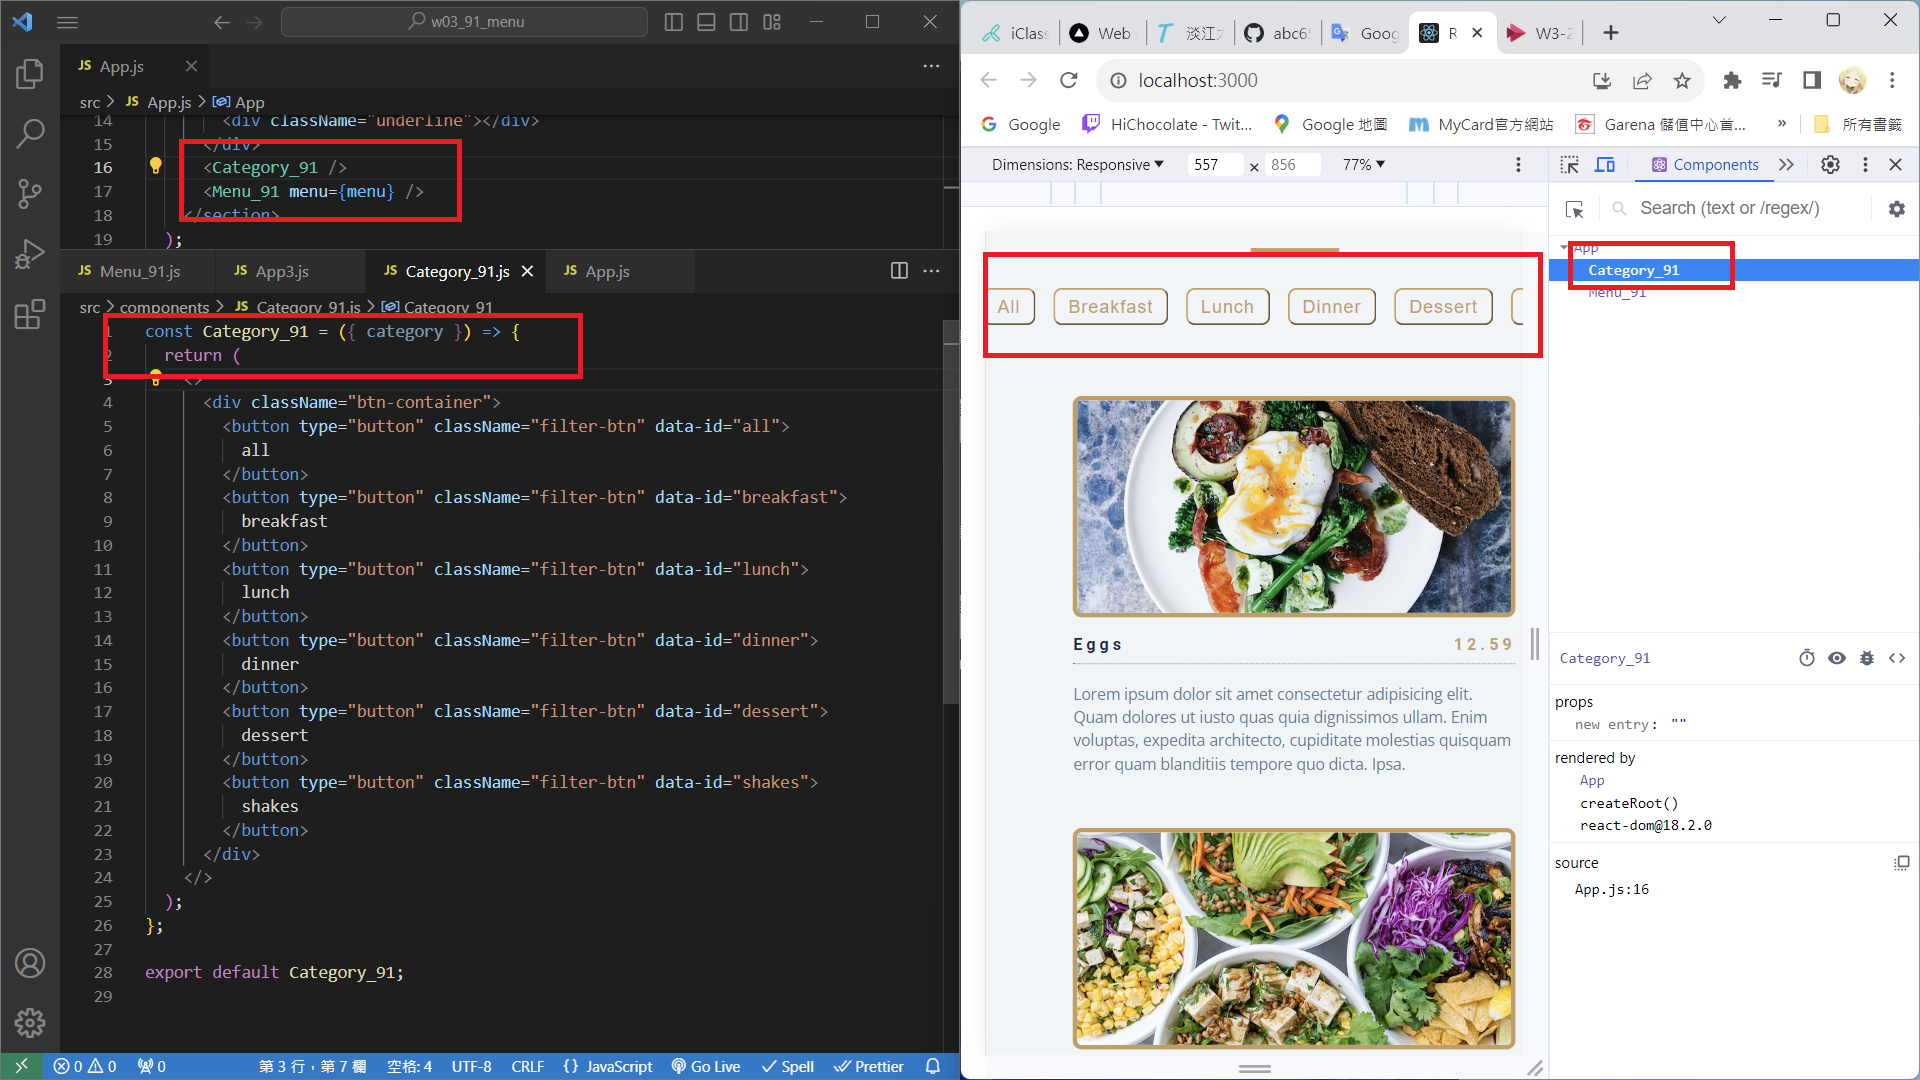 w03_91_menu
JS App.js
src > JS App.js > App
14 <div className="underline"></div>
15 </div>
16 <Category_91 />
17 <Menu_91 menu={menu} />
18 </section>
19 );
JS Menu_91.js JS App3.js JS Category_91.js JS App.js
src > components > JS Category_91.js > Category_91
1 const Category_91 = ({ category }) => {
2 return (
3 <>
4 <div className="btn-container">
5 <button type="button" className="filter-btn" data-id="all">
6 all
7 </button>
8 <button type="button" className="filter-btn" data-id="breakfast">
9 breakfast
10 </button>
11 <button type="button" className="filter-btn" data-id="lunch">
12 lunch
13 </button>
14 <button type="button" className="filter-btn" data-id="dinner">
15 dinner
16 </button>
17 <button type="button" className="filter-btn" data-id="dessert">
18 dessert
19 </button>
20 <button type="button" className="filter-btn" data-id="shakes">
21 shakes
22 </button>
23 </div>
24 </>
25 );
26 };
27
28 export default Category_91;
29
0 0 0 第 3 行，第 7 欄 空格: 4 UTF-8 CRLF {} JavaScript Go Live Spell Prettier
iClass Web 淡江 abc6 Goog R W3-2
localhost:3000
Google HiChocolate - Twit... Google 地圖 MyCard官方網站 Garena 儲值中心首... » 所有書籤
Dimensions: Responsive 557 x 856 77%
Components
Search (text or /regex/)
App
Category_91
Menu_91
All Breakfast Lunch Dinner Dessert
Eggs 12.59
Lorem ipsum dolor sit amet consectetur adipisicing elit.
Quam dolores ut iusto quas quia dignissimos ullam. Enim
voluptas, expedita architecto, cupiditate molestias quisquam
error quam blanditiis tempore quo dicta. Ipsa.
Category_91
props
new entry: ""
rendered by
App
createRoot()
react-dom@18.2.0
source
App.js:16